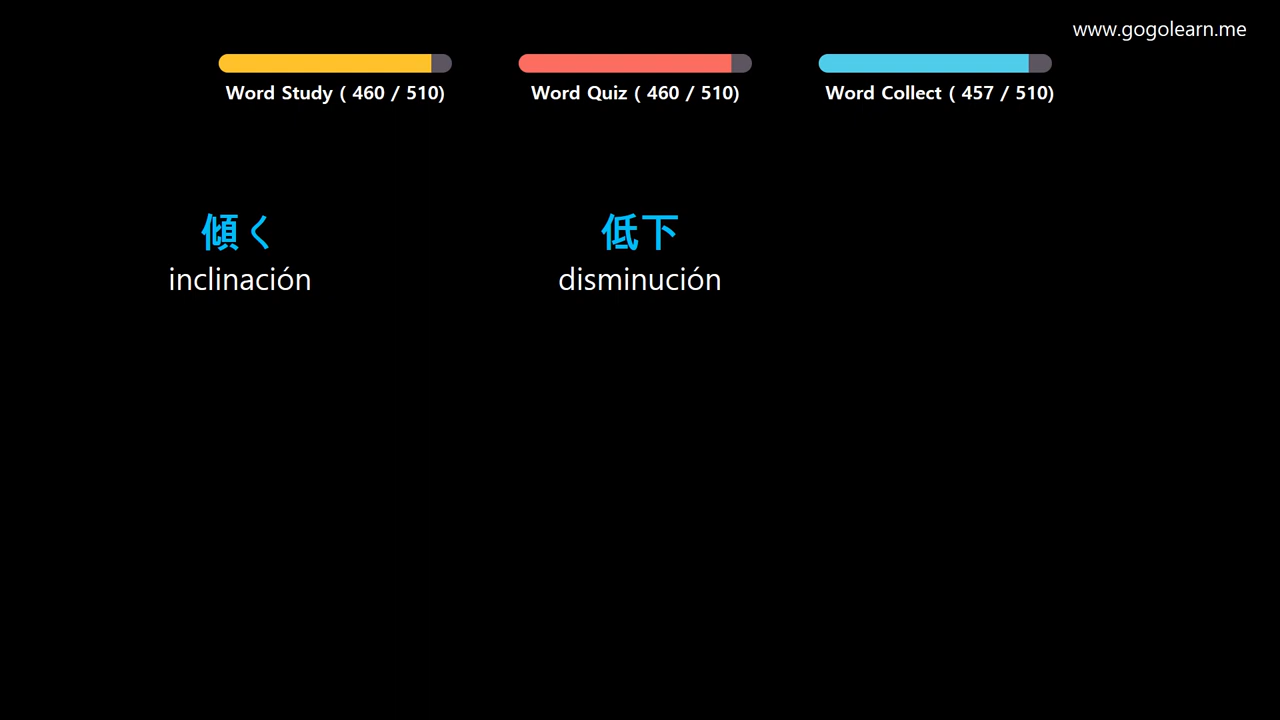 www.gogolearn.me
Word Study ( 460 / 510)
Word Quiz ( 460 / 510)
Word Collect ( 457 / 510)
傾く
inclinación
低下
disminución